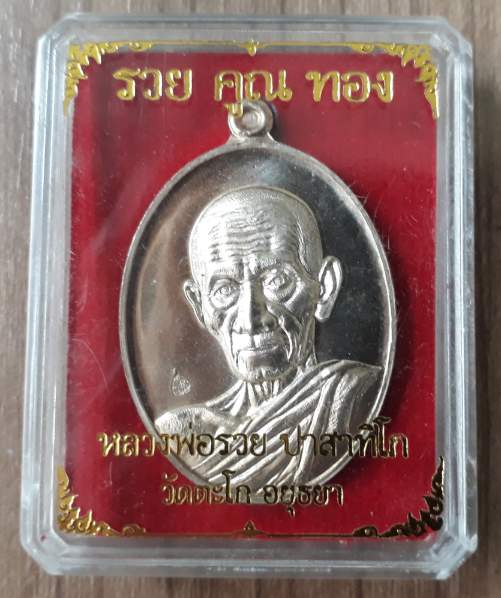 รวย คูณ ทอง
หลวงพ่อรวย ปาสาทิโก
วัดตะโก อยุธยา